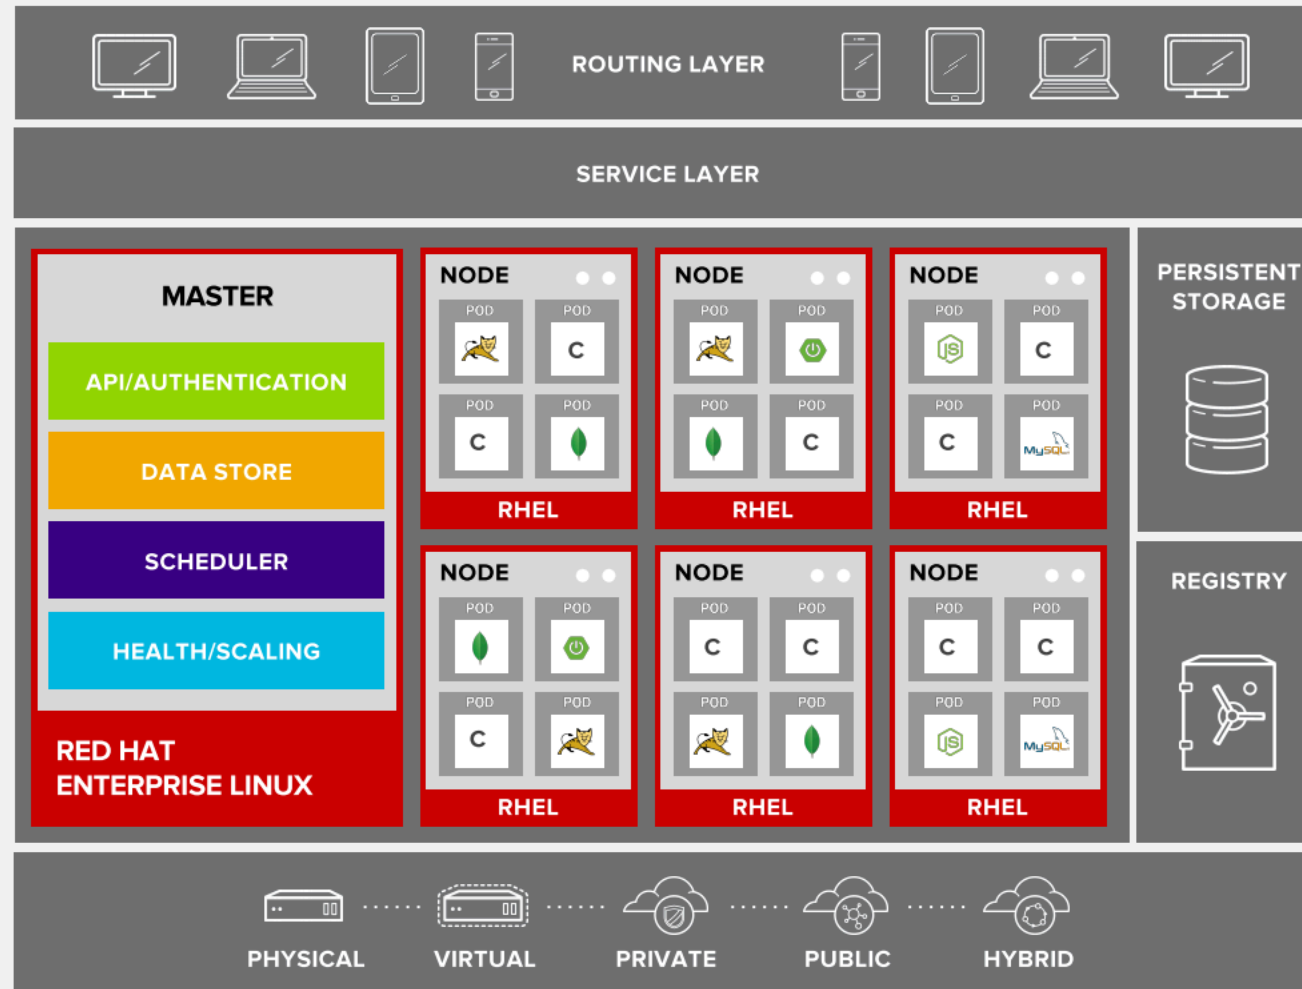 ROUTING LAYER
SERVICE LAYER
MASTER
API/AUTHENTICATION
DATA STORE
SCHEDULER
HEALTH/SCALING
RED HAT
ENTERPRISE LINUX
NODE
POD
POD
C
POD
POD
C
RHEL
NODE
POD
POD
POD
POD
C
RHEL
NODE
POD
POD
JS
C
POD
POD
C
MySQL
RHEL
NODE
POD
POD
POD
POD
C
RHEL
NODE
POD
POD
C
C
POD
POD
RHEL
NODE
POD
POD
C
C
POD
POD
JS
MySQL
RHEL
PERSISTENT
STORAGE
REGISTRY
PHYSICAL
VIRTUAL
PRIVATE
PUBLIC
HYBRID